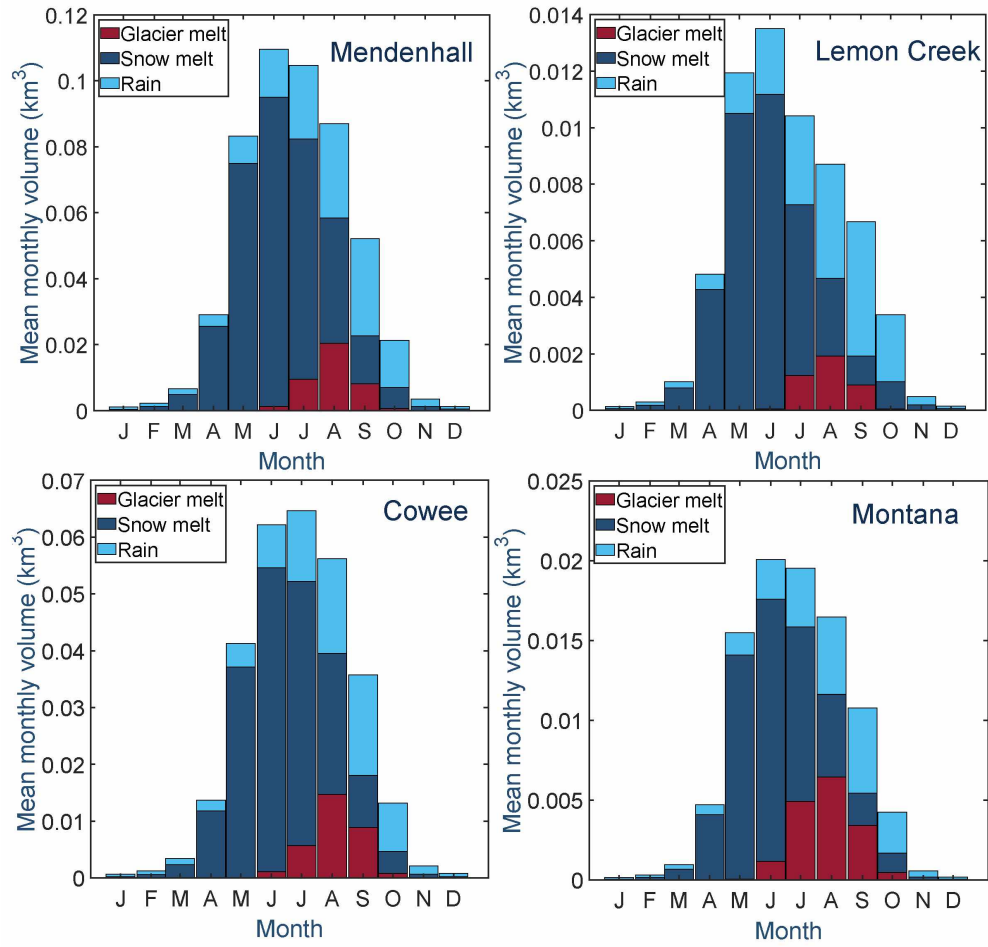 Mendenhall
Glacier melt
Snow melt
Rain
Mean monthly volume (km³)
0.12
0.1
0.08
0.06
0.04
0.02
0
J F M A M J J A S O N D
Month
Lemon Creek
Glacier melt
Snow melt
Rain
Mean monthly volume (km³)
0.014
0.012
0.01
0.008
0.006
0.004
0.002
0
J F M A M J J A S O N D
Month
Cowee
Glacier melt
Snow melt
Rain
Mean monthly volume (km³)
0.07
0.06
0.05
0.04
0.03
0.02
0.01
0
J F M A M J J A S O N D
Month
Montana
Glacier melt
Snow melt
Rain
Mean monthly volume (km³)
0.025
0.02
0.015
0.01
0.005
0
J F M A M J J A S O N D
Month